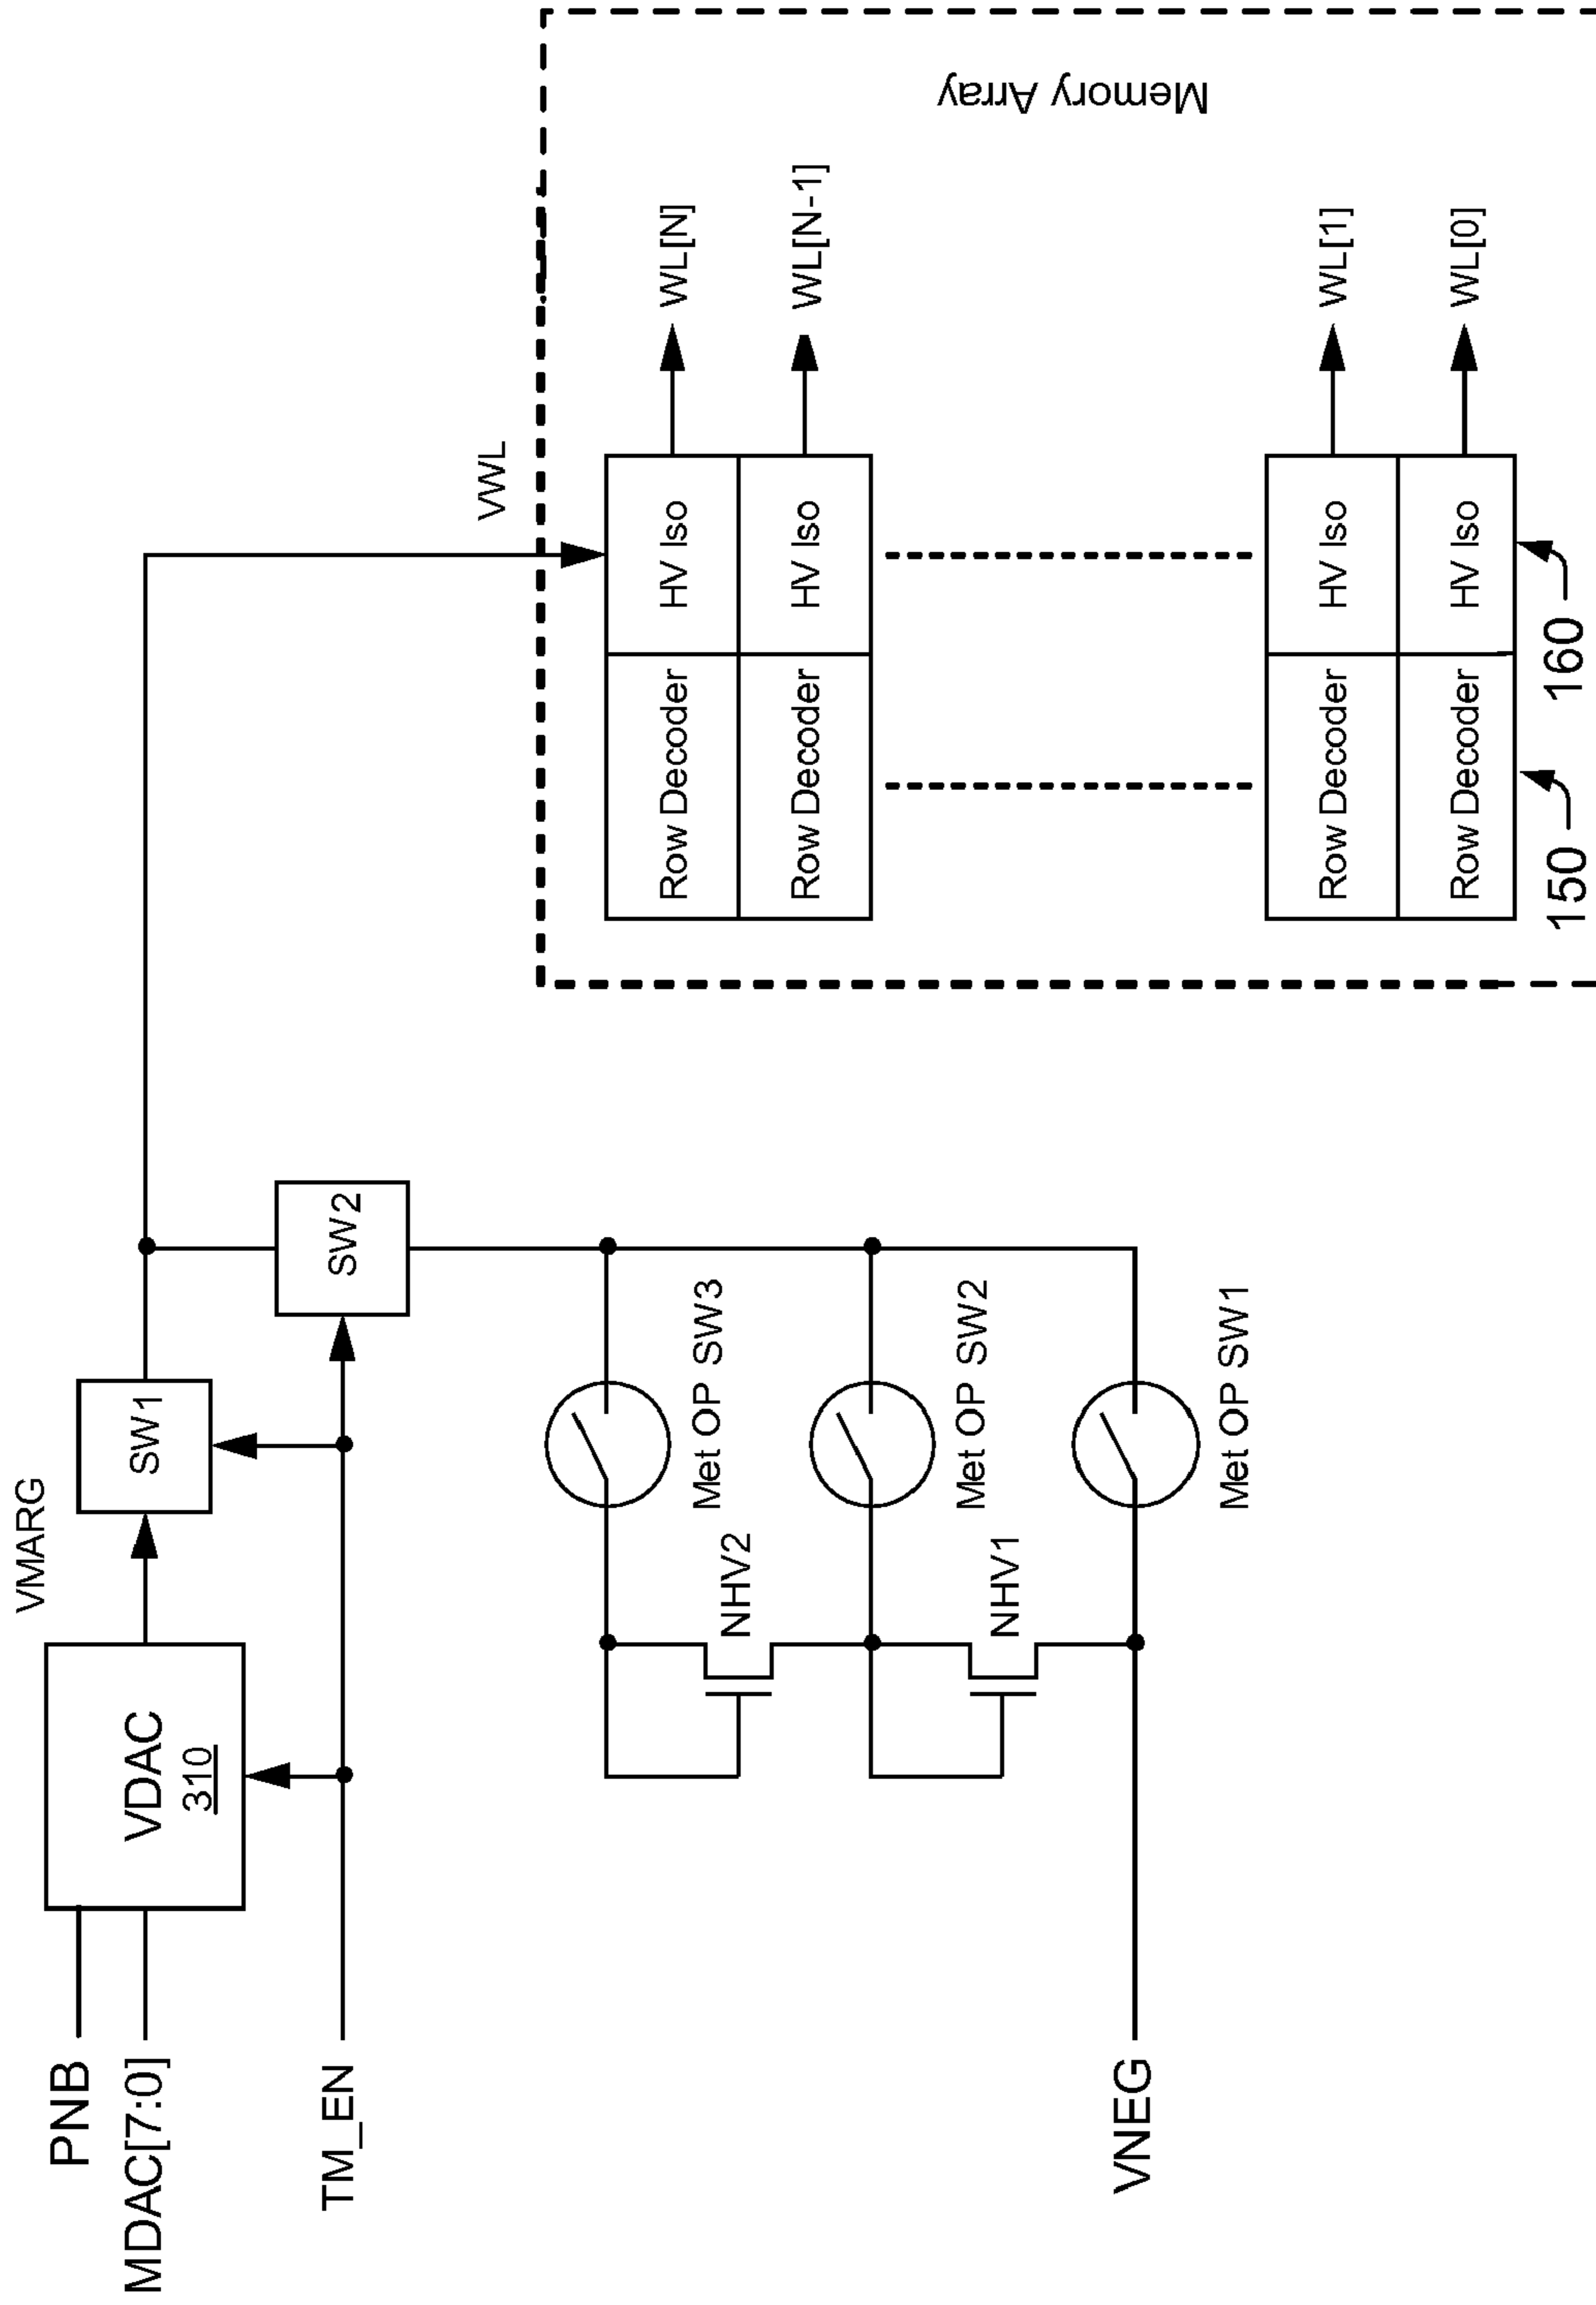 PNB
MDAC[7:0]
TM_EN
VNEG
VDAC
310
VMARG
SW1
SW2
NHV2
NHV1
Met OP SW3
Met OP SW2
Met OP SW1
VWL
Row Decoder
HV Iso
WL[N]
Row Decoder
HV Iso
WL[N-1]
Row Decoder
HV Iso
WL[1]
Row Decoder
HV Iso
WL[0]
150
160
Memory Array